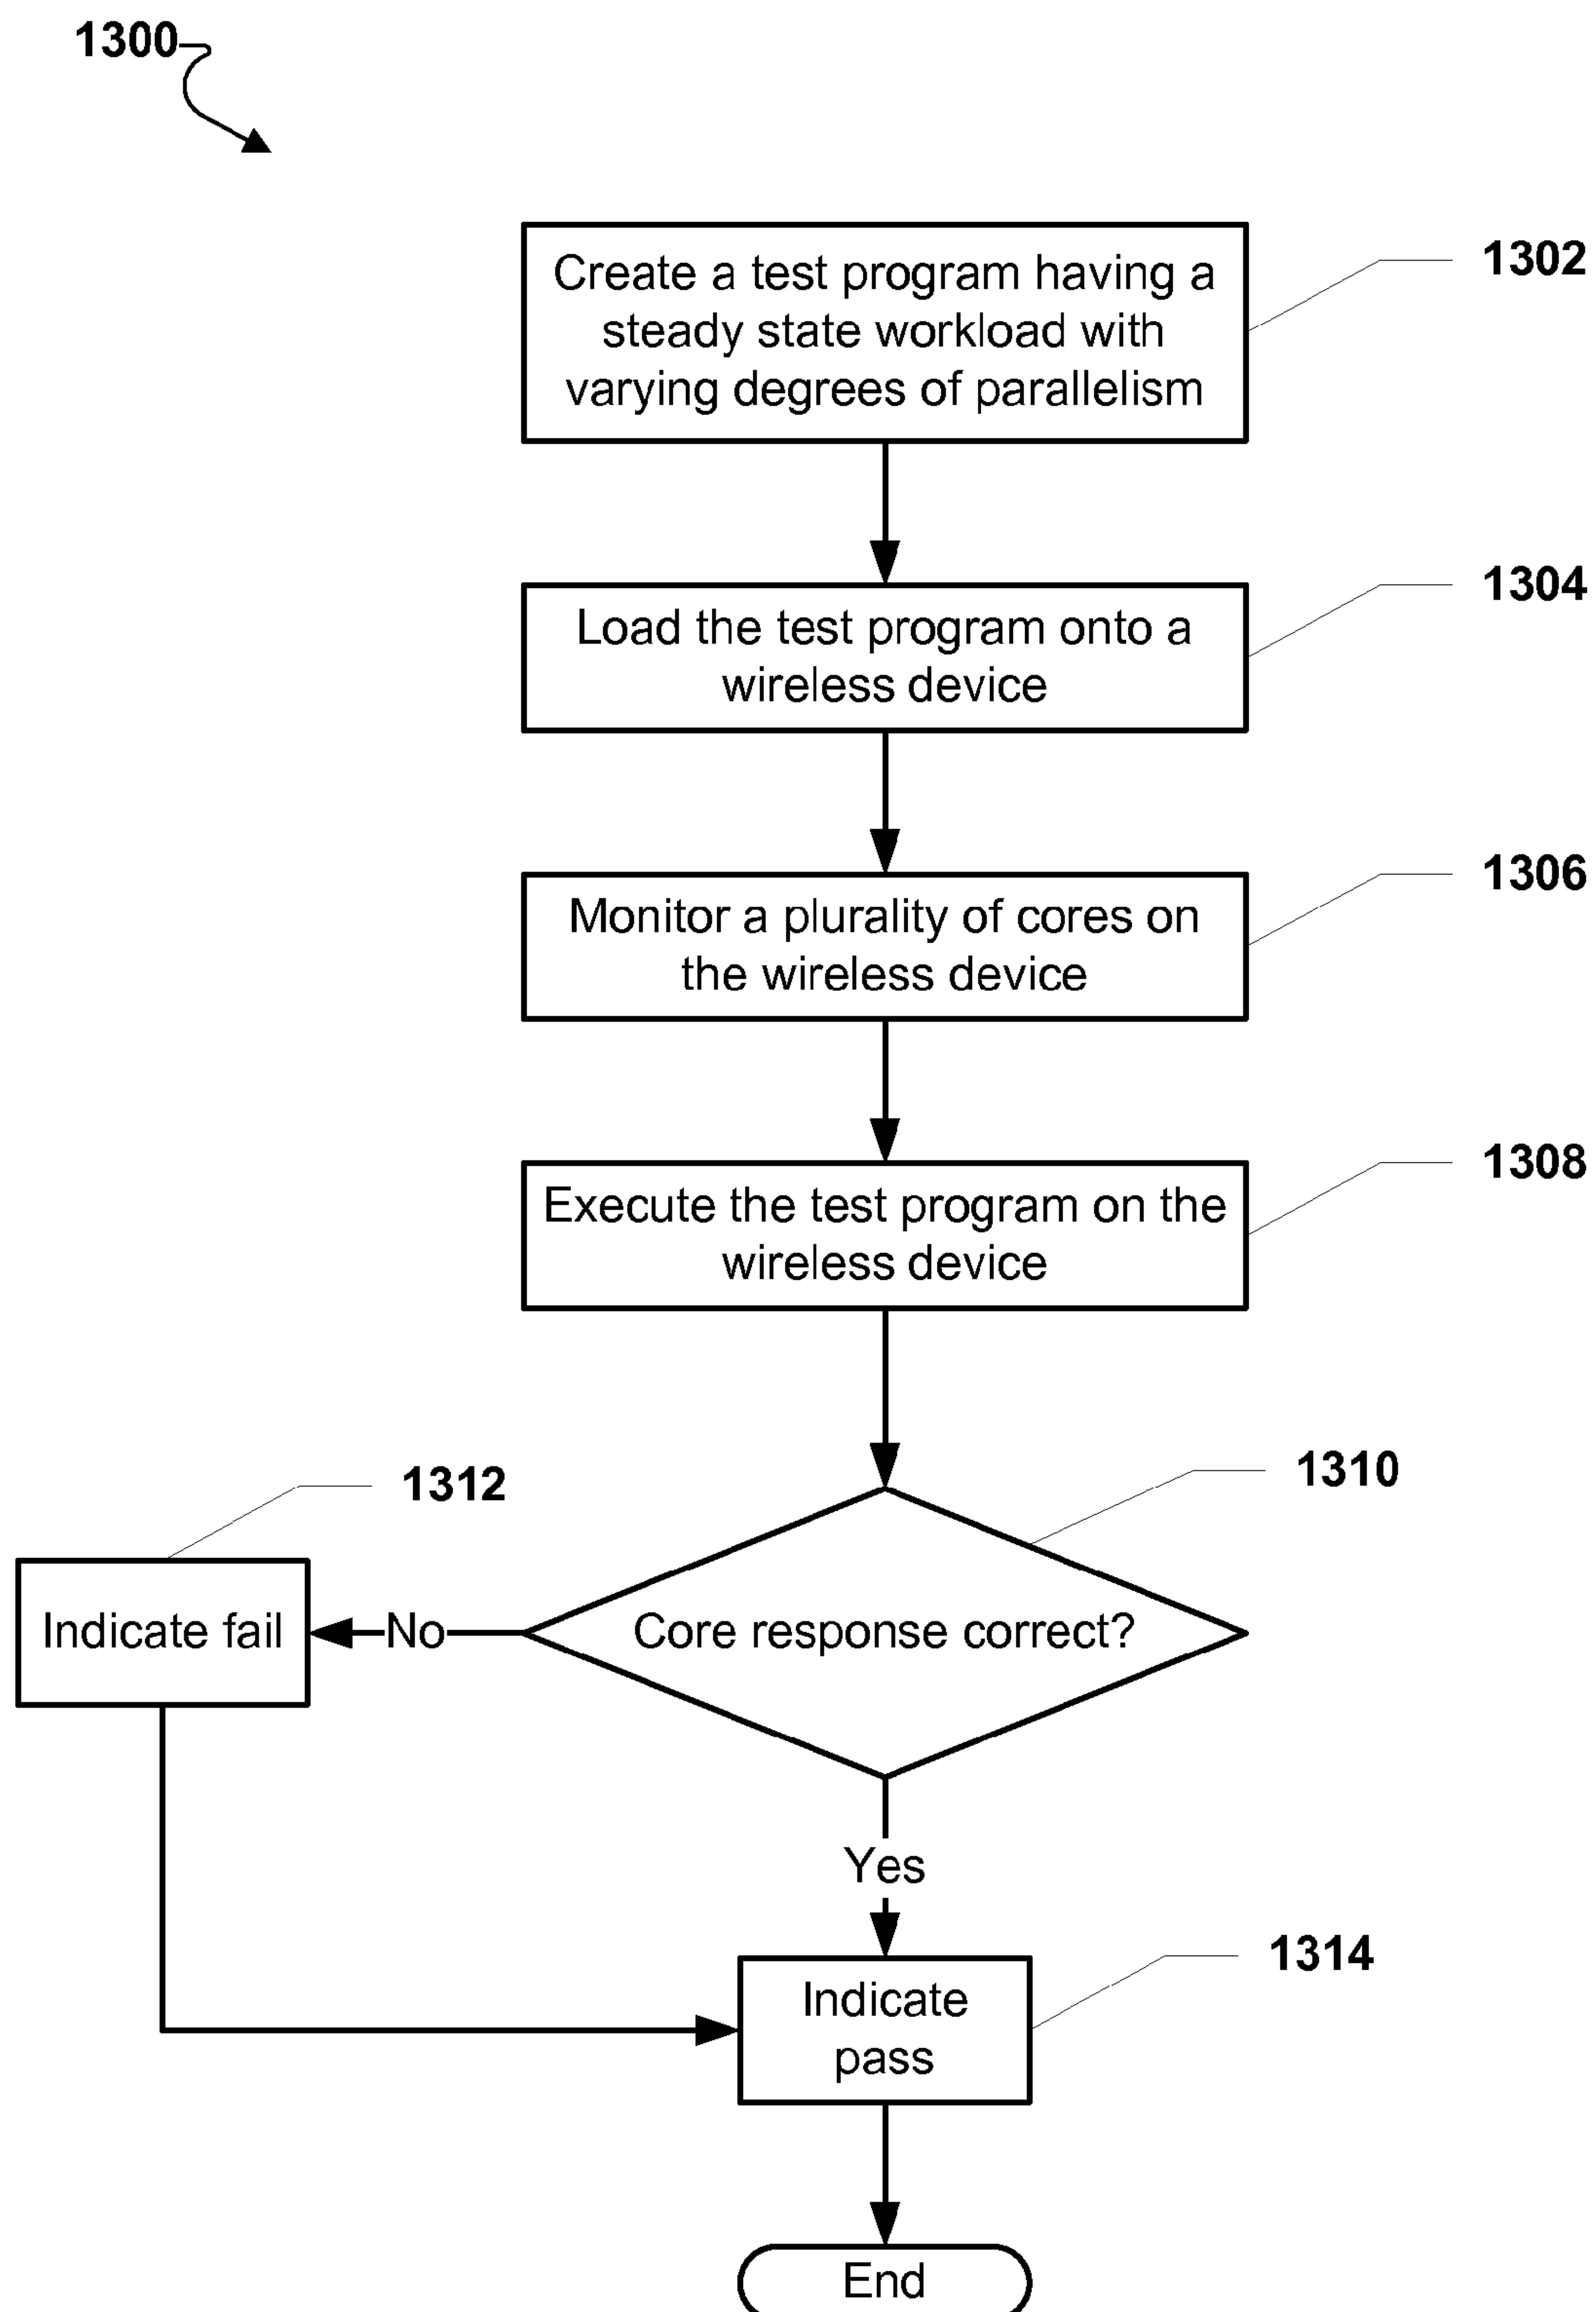 1300
Create a test program having a
steady state workload with
varying degrees of parallelism
1302
Load the test program onto a
wireless device
1304
Monitor a plurality of cores on
the wireless device
1306
Execute the test program on the
wireless device
1308
1310
Core response correct?
No
1312
Indicate fail
Yes
Indicate
pass
1314
End